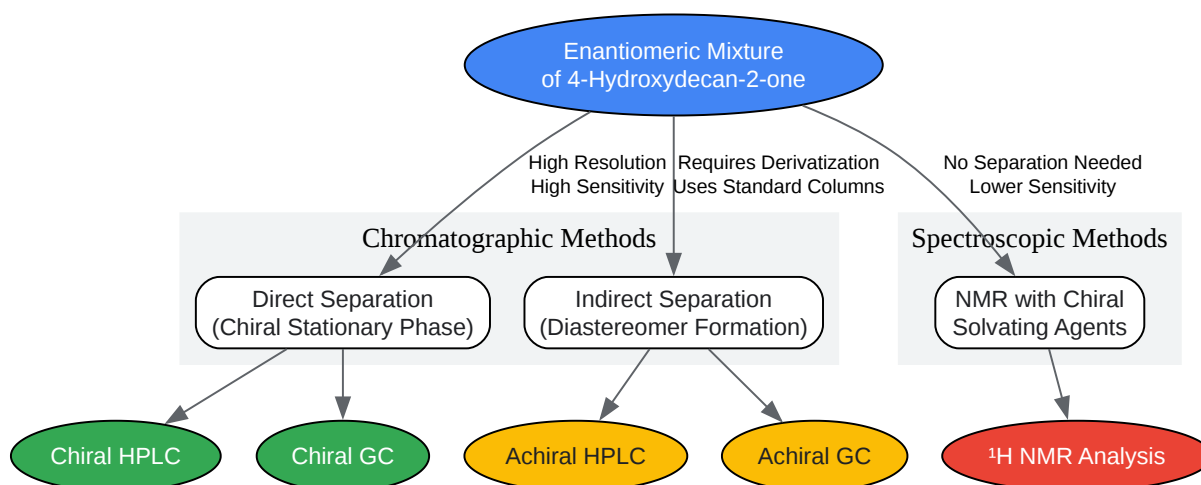 Enantiomeric Mixture
of 4-Hydroxydecan-2-one
High Resolution
High Sensitivity
Requires Derivatization
Uses Standard Columns
No Separation Needed
Lower Sensitivity
Chromatographic Methods
Spectroscopic Methods
Direct Separation
(Chiral Stationary Phase)
Indirect Separation
(Diastereomer Formation)
NMR with Chiral
Solvating Agents
Chiral HPLC
Chiral GC
Achiral HPLC
Achiral GC
¹H NMR Analysis